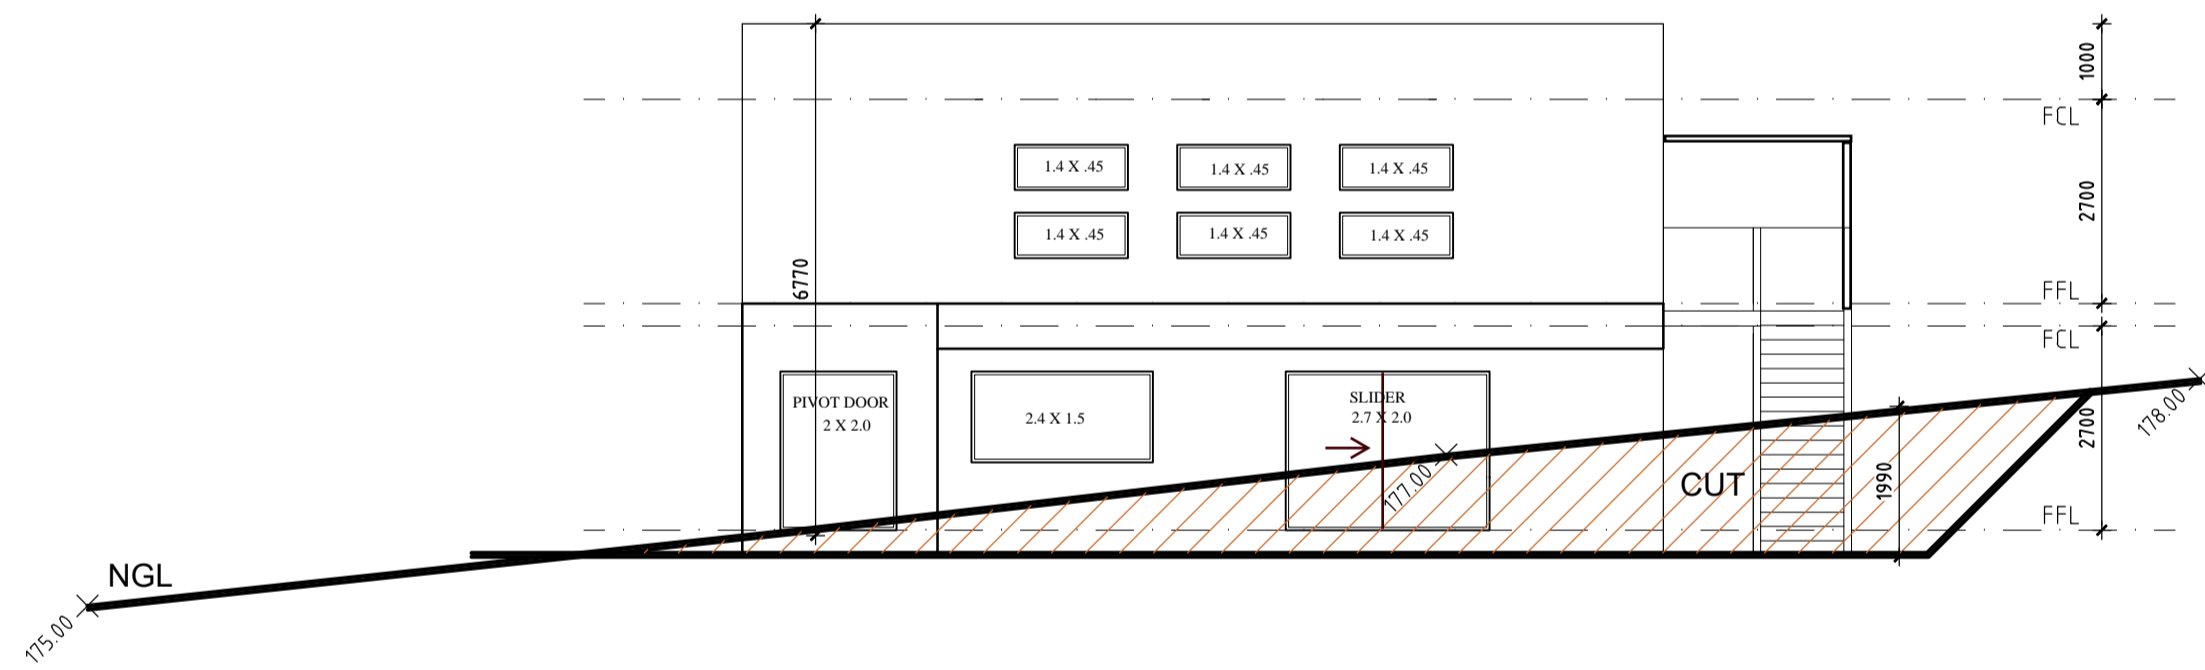 1000
FCL
1.4 X .45
1.4 X .45
1.4 X .45
2700
1.4 X .45
1.4 X .45
1.4 X .45
6770
FFL
FCL
PIVOT DOOR
2 X 2.0
2.4 X 1.5
SLIDER
2.7 X 2.0
178.00
2700
177.00
CUT
1990
FFL
NGL
175.00